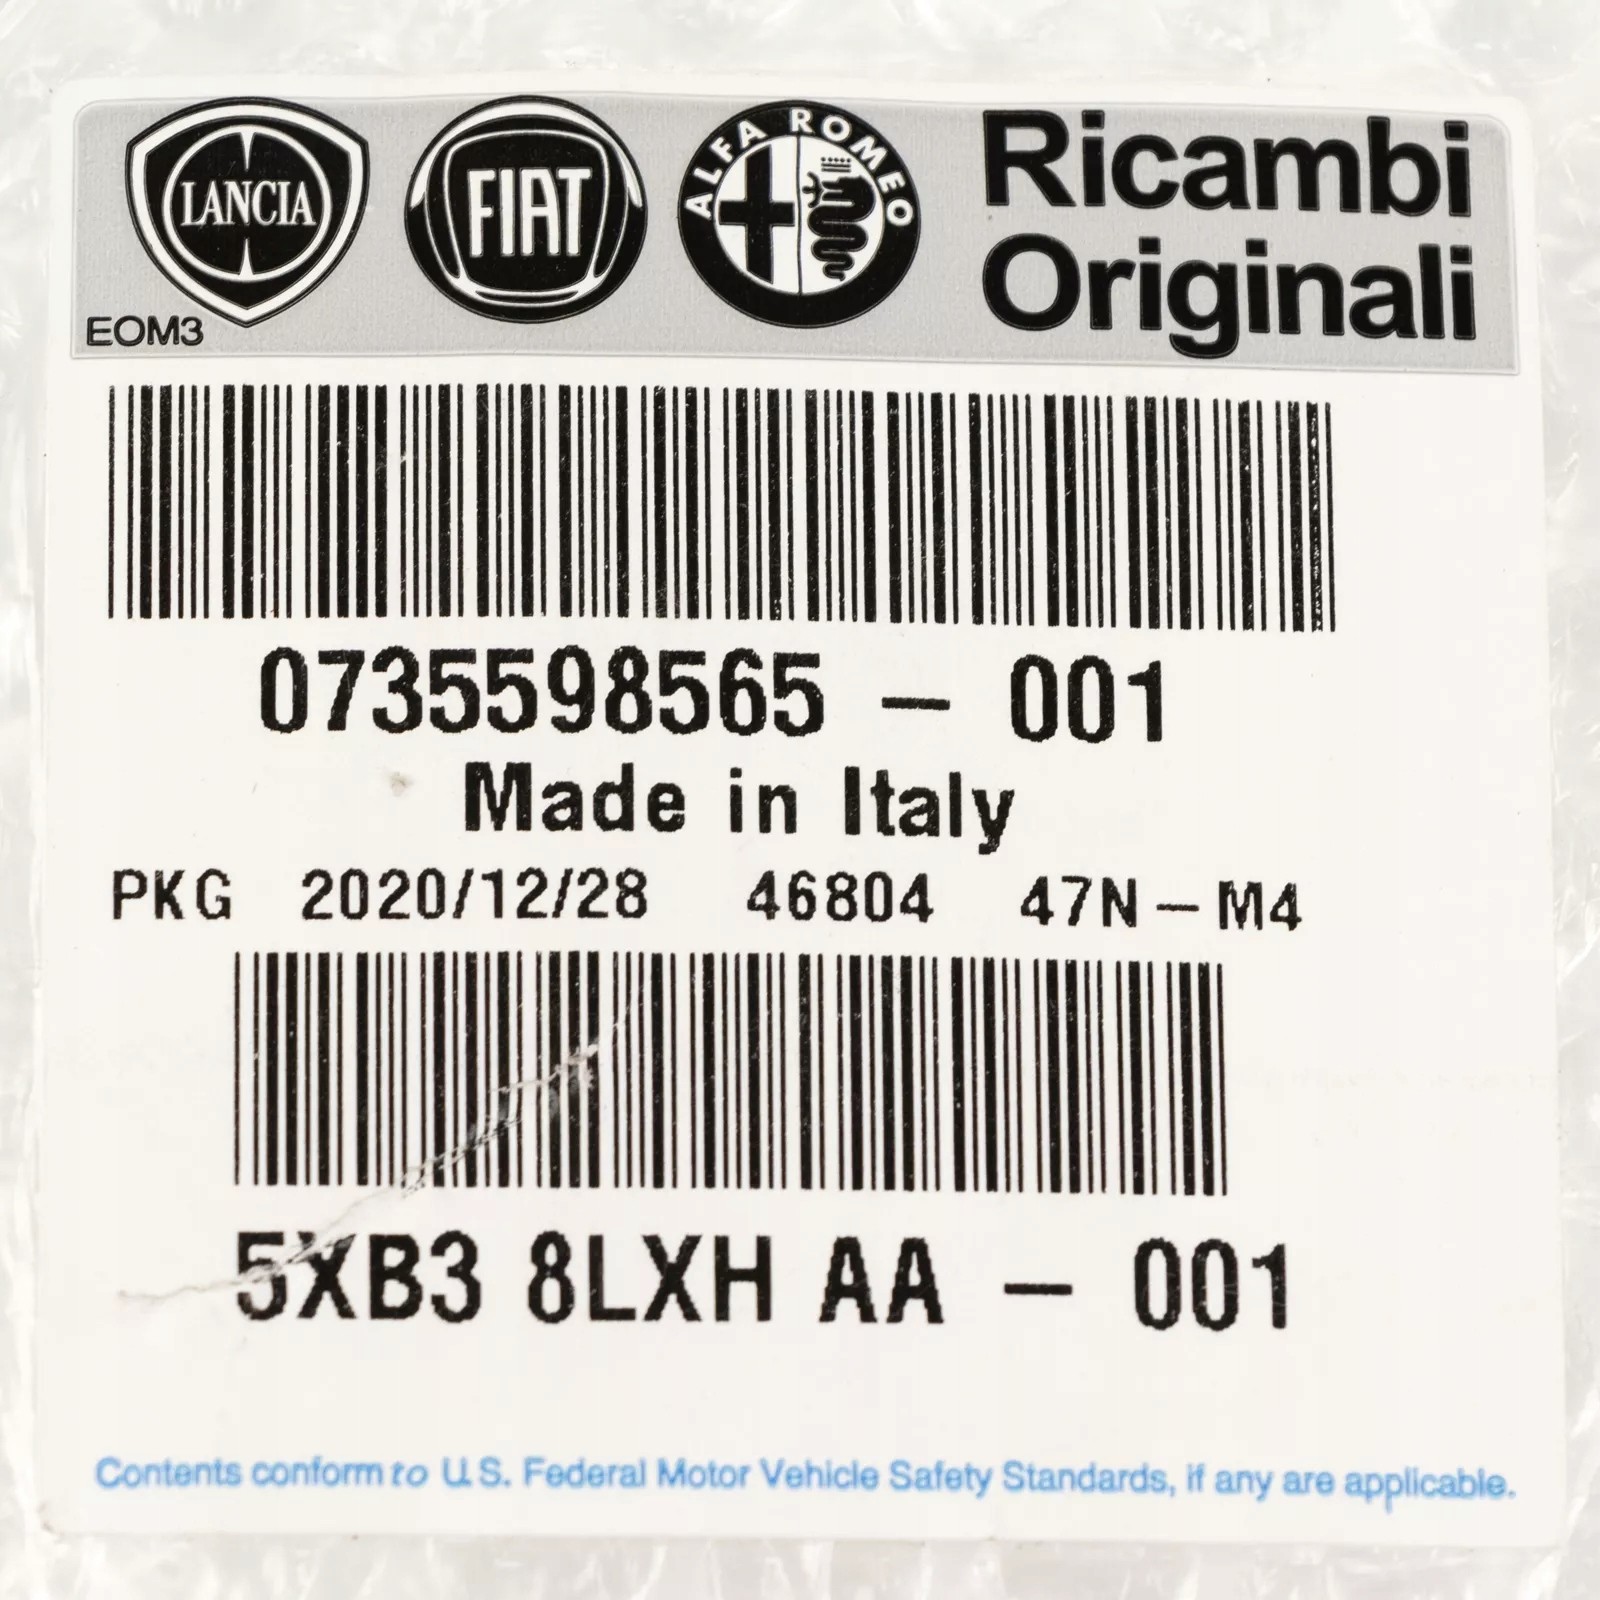 LANCIA FIAT ALFA ROMEO Ricambi
Originali
EOM3
0735598565 - 001
Made in Italy
PKG 2020/12/28 46804 47N-M4
5XB3 8LXH AA - 001
Contents conform to U.S. Federal Motor Vehicle Safety Standards, if any are applicable.